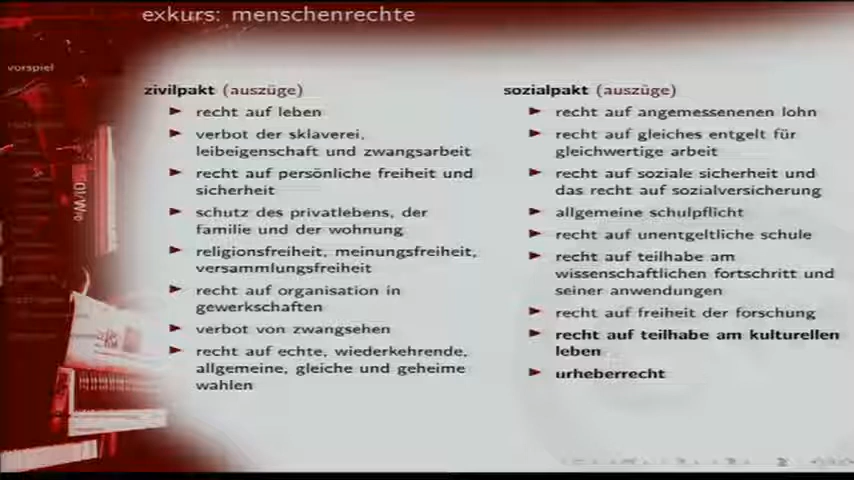 exkurs: menschenrechte
vorspiel
zivilpakt (auszüge)
recht auf leben
verbot der sklaverei,
leibeigenschaft und zwangsarbeit
recht auf persönliche freiheit und
sicherheit
schutz des privatlebens, der
familie und der wohnung
religionsfreiheit, meinungsfreiheit,
versammlungsfreiheit
recht auf organisation in
gewerkschaften
verbot von zwangsehen
recht auf echte, wiederkehrende,
allgemeine, gleiche und geheime
wahlen
sozialpakt (auszüge)
recht auf angemessenenen lohn
recht auf gleiches entgelt für
gleichwertige arbeit
recht auf soziale sicherheit und
das recht auf sozialversicherung
allgemeine schulpflicht
recht auf unentgeltliche schule
recht auf teilhabe am
wissenschaftlichen fortschritt und
seiner anwendungen
recht auf freiheit der forschung
recht auf teilhabe am kulturellen
leben
urheberrecht